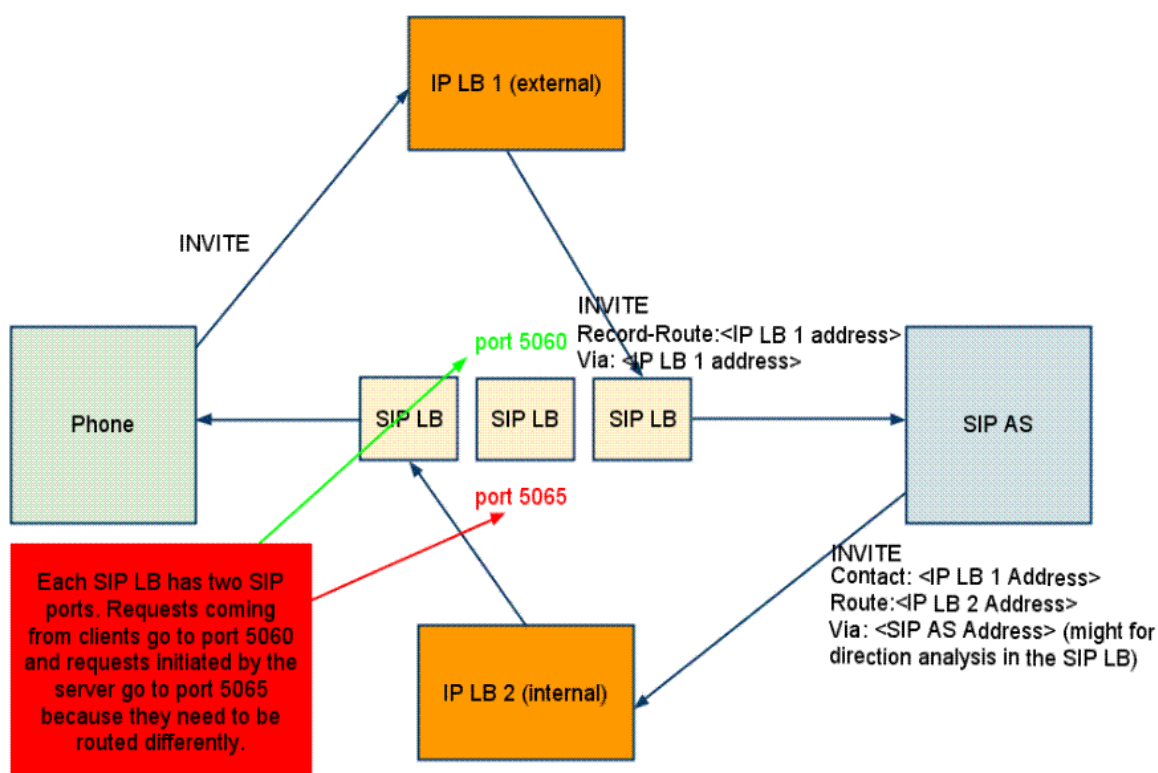 IP LB 1 (external)
INVITE
INVITE
Record-Route:<IP LB 1 address>
Via: <IP LB 1 address>
port 5060
Phone
SIP LB
SIP LB
SIP LB
SIP AS
port 5065
Each SIP LB has two SIP
ports. Requests coming
from clients go to port 5060
and requests initiated by the
server go to port 5065
because they need to be
routed differently.
IP LB 2 (internal)
INVITE
Contact: <IP LB 1 Address>
Route:<IP LB 2 Address>
Via: <SIP AS Address> (might for
direction analysis in the SIP LB)